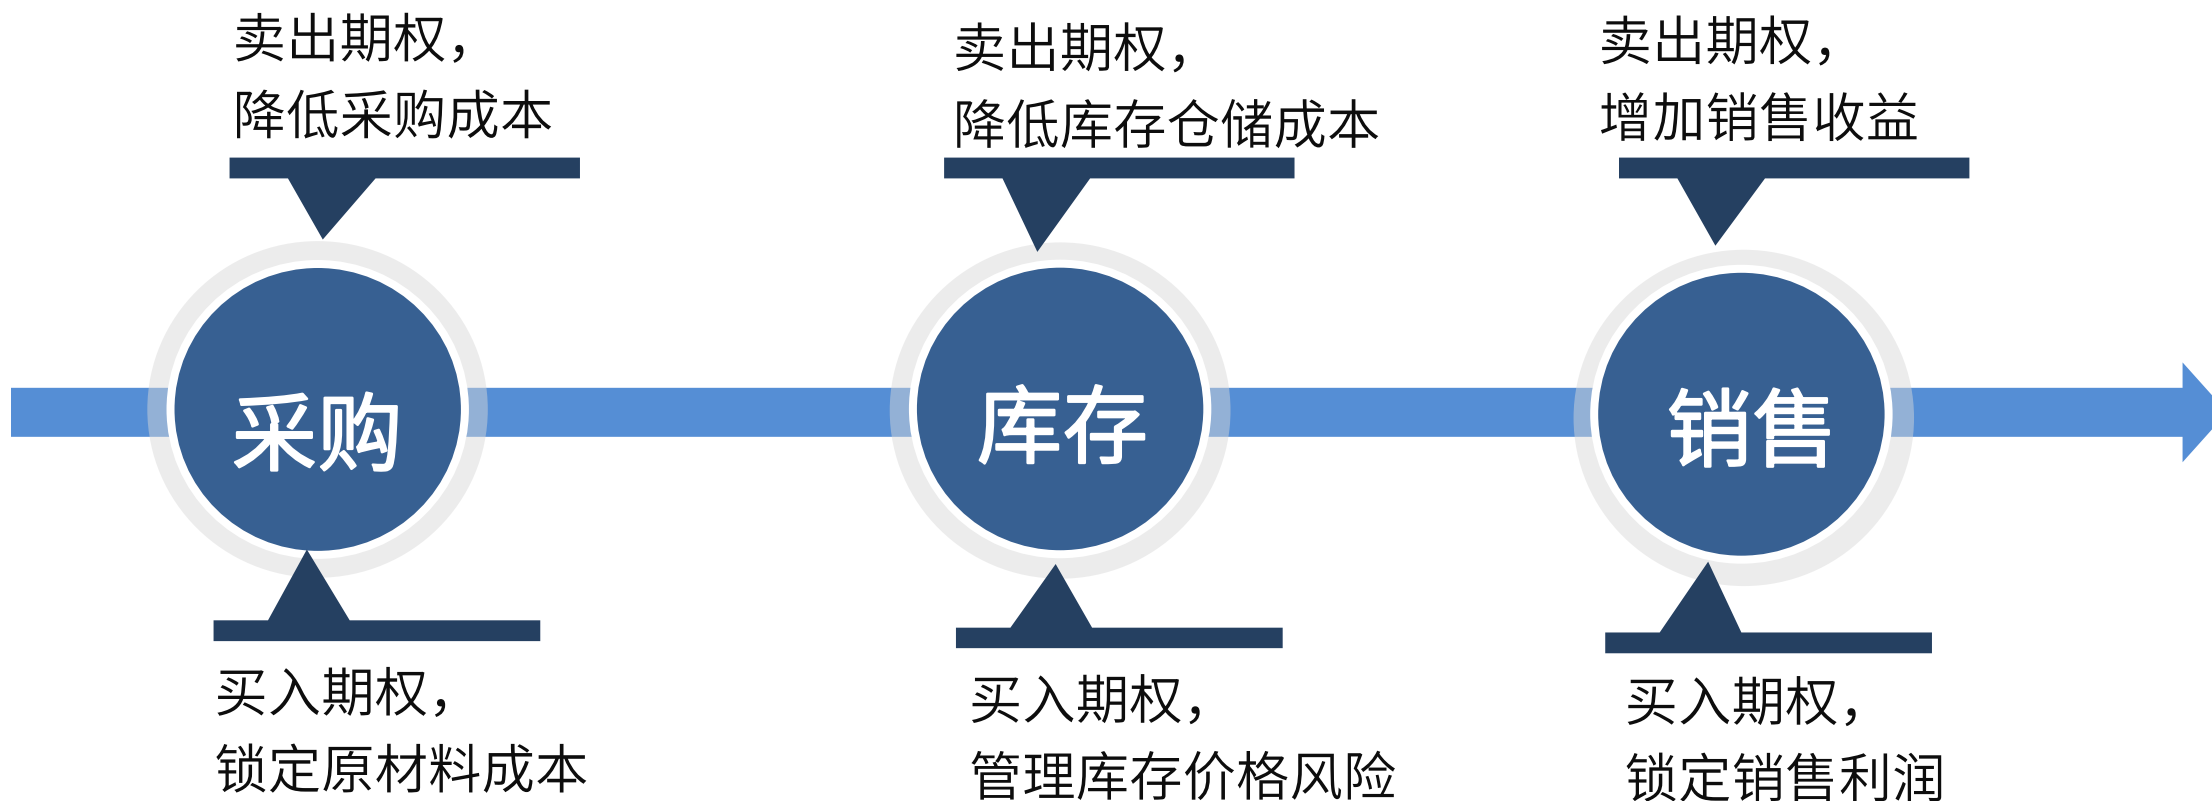 卖出期权，
降低采购成本
卖出期权，
降低库存仓储成本
卖出期权，
增加销售收益
采购
库存
销售
买入期权，
锁定原材料成本
买入期权，
管理库存价格风险
买入期权，
锁定销售利润